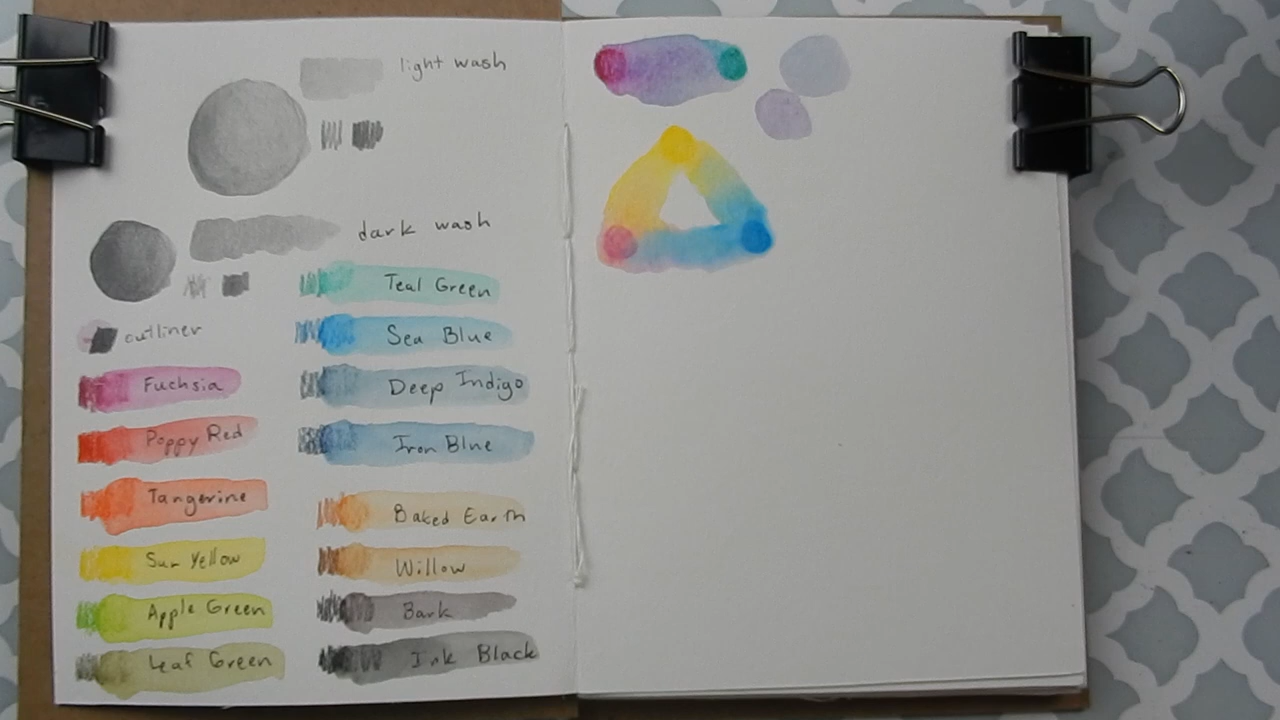 light wash
dark wash
outliner
Fuchsia
Poppy Red
Tangerine
Sun Yellow
Apple Green
Leaf Green
Teal Green
Sea Blue
Deep Indigo
Iron Blue
Baked Earth
Willow
Bark
Ink Black